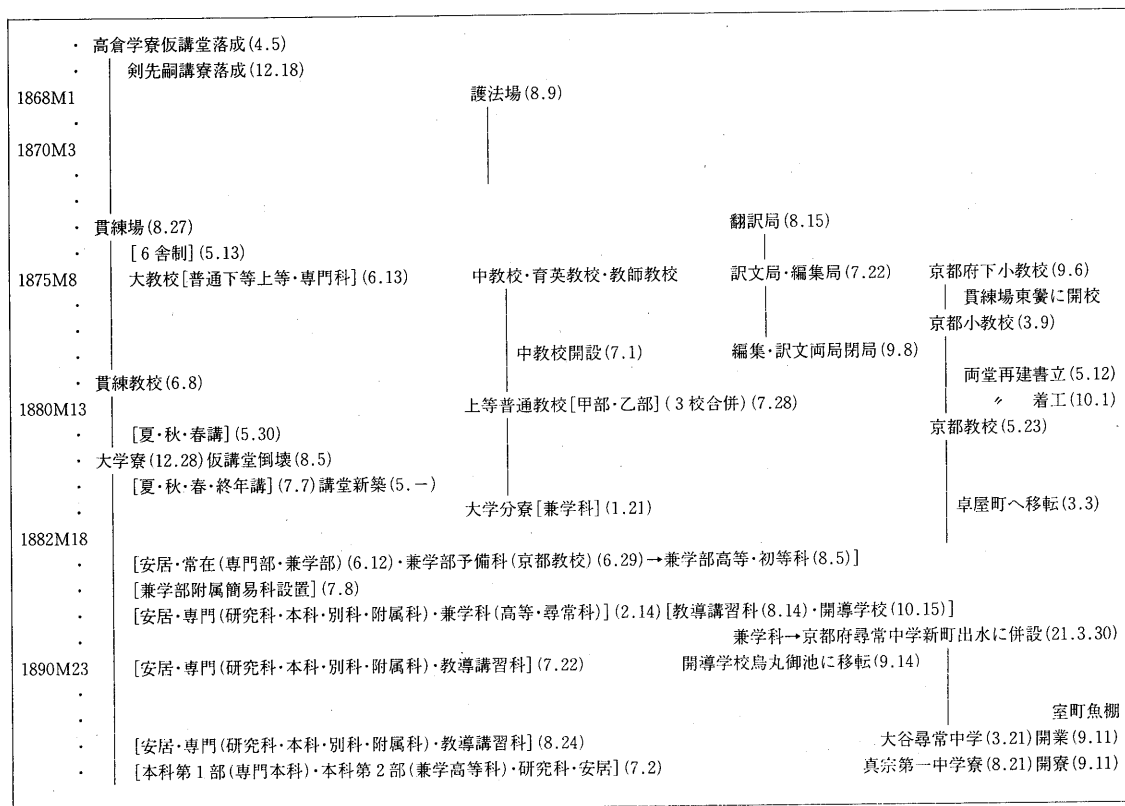 ・ 高倉学寮仮講堂落成(4.5)
・ 剣先嗣講寮落成(12.18)
1868M1 護法場(8.9)
・
1870M3
・
・
・ 貫練場(8.27) 翻訳局(8.15)
・ [6舎制](5.13)
1875M8 大教校[普通下等上等・専門科](6.13) 中教校・育英教校・教師教校 訳文局・編集局(7.22) 京都府下小教校(9.6)
・ 貫練場東黌に開校
・ 京都小教校(3.9)
・ 中教校開設(7.1) 編集・訳文両局閉局(9.8)
・ 貫練教校(6.8) 両堂再建書立(5.12)
1880M13 上等普通教校[甲部・乙部](3校合併)(7.28) 〃 着工(10.1)
・ [夏・秋・春講](5.30) 京都教校(5.23)
・ 大学寮(12.28)仮講堂倒壊(8.5)
・ [夏・秋・春・終年講](7.7)講堂新築(5.−)
・ 大学分寮[兼学科](1.21) 卓屋町へ移転(3.3)
1882M18
・ [安居・常在(専門部・兼学部)(6.12)・兼学部予備科(京都教校)(6.29)→兼学部高等・初等科(8.5)]
・ [兼学部附属簡易科設置](7.8)
・ [安居・専門(研究科・本科・別科・附属科)・兼学科(高等・尋常科)](2.14)[教導講習科(8.14)・開導学校(10.15)]
・ 兼学科→京都府尋常中学新町出水に併設(21.3.30)
1890M23 [安居・専門(研究科・本科・別科・附属科)・教導講習科](7.22) 開導学校烏丸御池に移転(9.14)
・
・ 室町魚棚
・ [安居・専門(研究科・本科・別科・附属科)・教導講習科](8.24) 大谷尋常中学(3.21)開業(9.11)
・ [本科第1部(専門本科)・本科第2部(兼学高等科)・研究科・安居](7.2) 真宗第一中学寮(8.21)開寮(9.11)